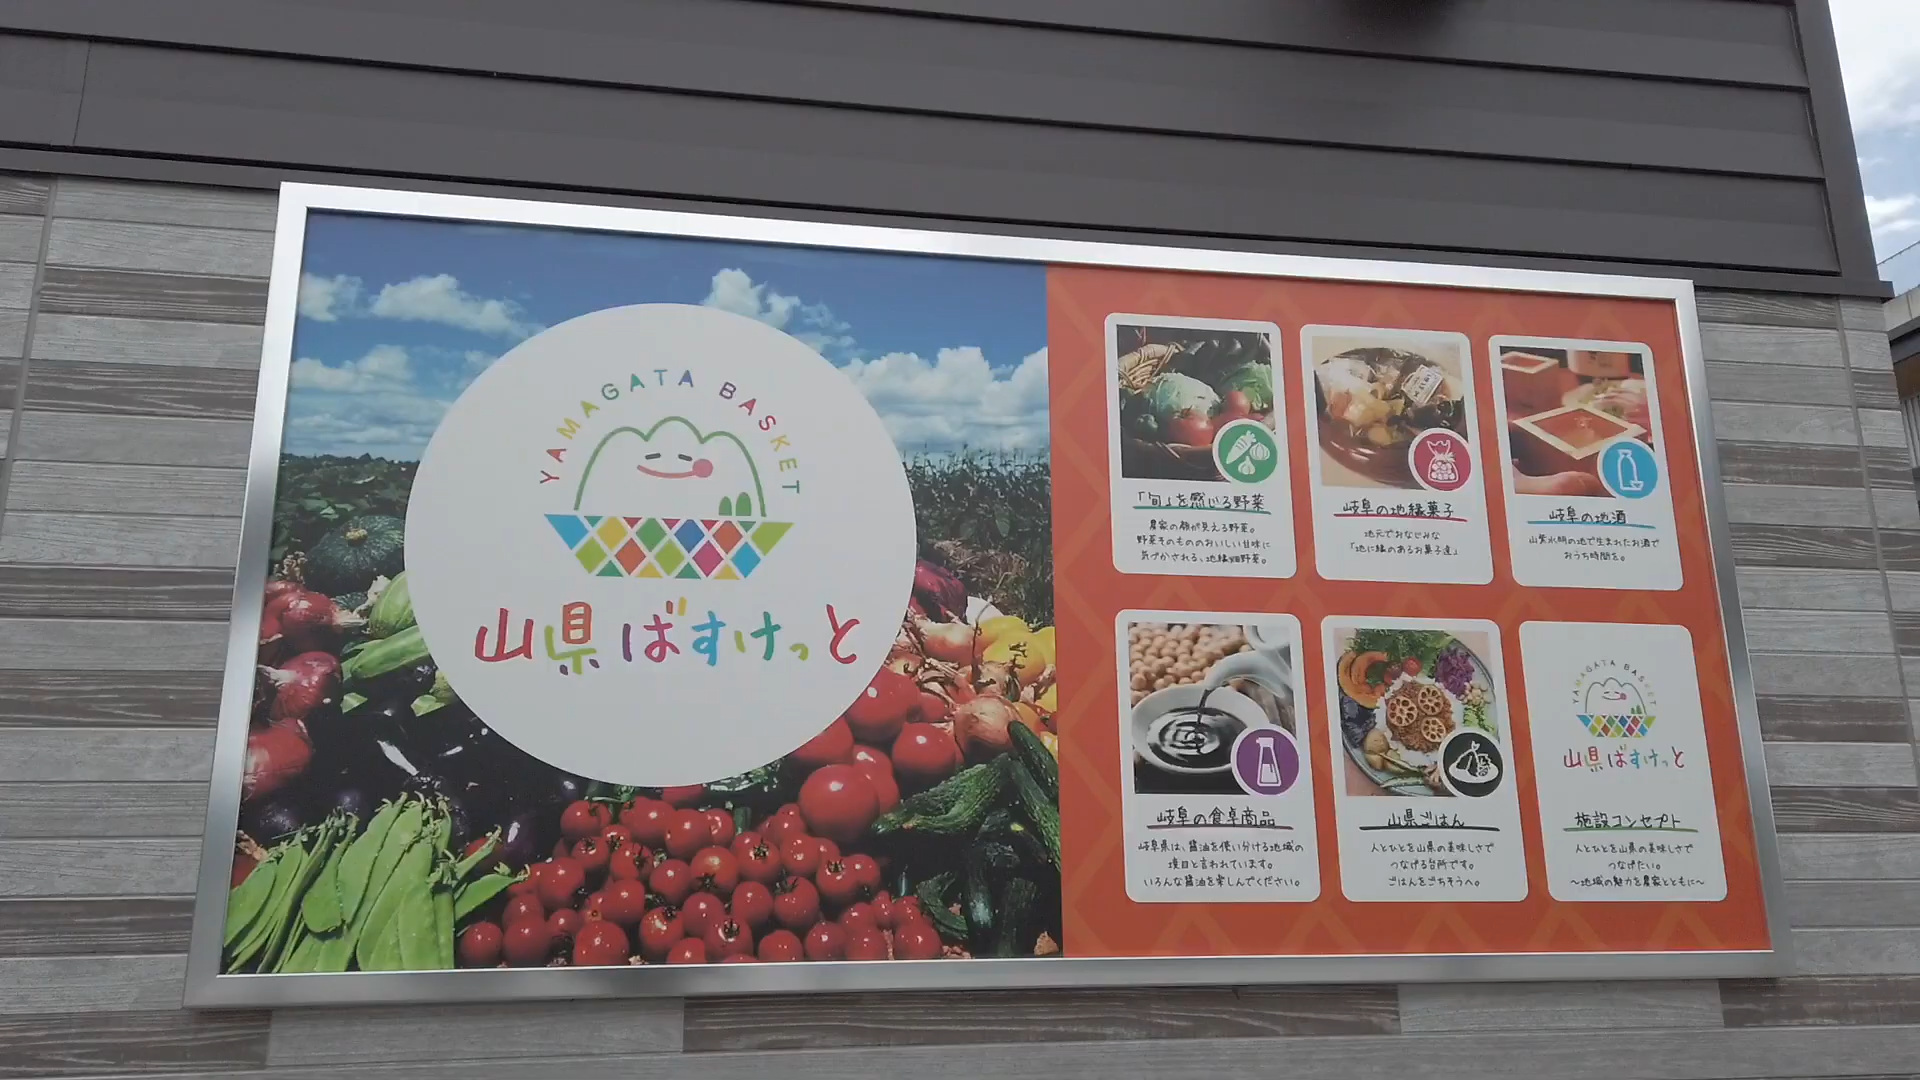 YAMAGATA BASKET
山県ばすけっと
「旬」を感じる野菜
農家の顔が見える野菜。
野菜そのもののおいしい甘味に
気づかされる、地縁畑野菜。
岐阜の地縁菓子
地元でおなじみな
「地に縁のあるお菓子達」
岐阜の地酒
山紫水明の地で生まれたお酒で
おうち時間を。
岐阜の食卓商品
岐阜県は、醤油を使い分ける地域の
境目と言われています。
いろんな醤油を楽しんでください。
山県ごはん
人とひとを山県の美味しさで
つなげる台所です。
ごはんをごちそうへ。
YAMAGATA BASKET
山県ばすけっと
施設コンセプト
人とひとを山県の美味しさで
つなげたい。
～地域の魅力を農家とともに～